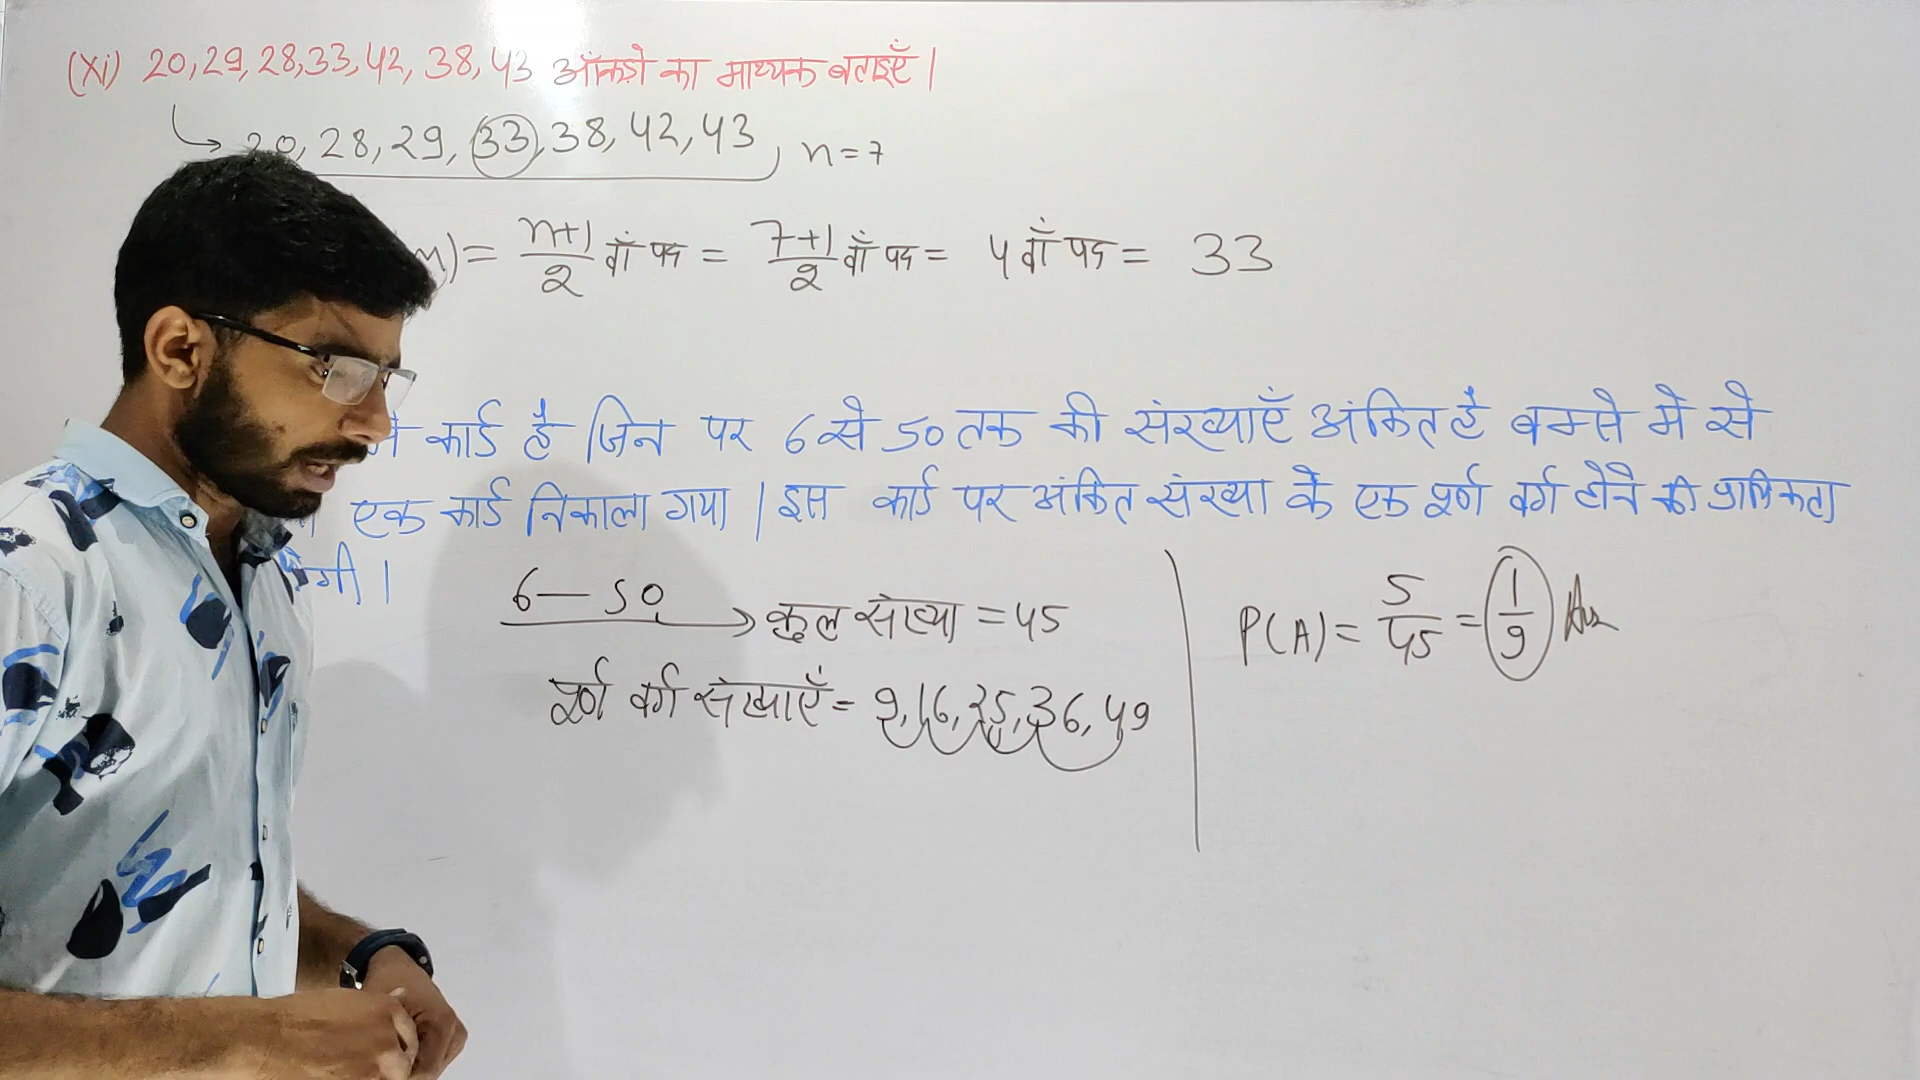 (xi) 20,29,28,33,42, 38,43 आँकड़ो का माध्यक बताइएँ।
20, 28, 29, 33, 38, 42, 43, n=7
)= n+1/2 वाँ पद = 7+1/2 वाँ पद = 4 वाँ पद = 33
कार्ड है जिन पर 6 से 50 तक की संख्याएँ अंकित है बक्से मे से
एक कार्ड निकाला गया। इस कार्ड पर अंकित संख्या के एक पूर्ण वर्ग होने की प्रायिकता
गी।
6 — 50 → कुल संख्या = 45
पूर्ण वर्ग संख्याएँ = 9,16,25,36,49
P(A) = 5/45 = 1/9 Ans